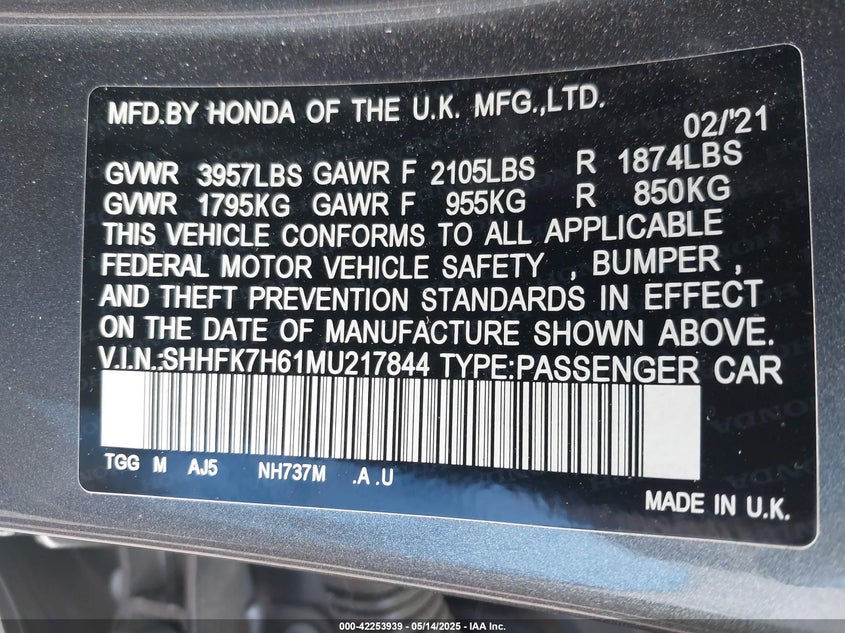 MFD.BY HONDA OF THE U.K. MFG.,LTD.
02/'21
GVWR 3957LBS GAWR F 2105LBS R 1874LBS
GVWR 1795KG GAWR F 955KG R 850KG
THIS VEHICLE CONFORMS TO ALL APPLICABLE
FEDERAL MOTOR VEHICLE SAFETY , BUMPER ,
AND THEFT PREVENTION STANDARDS IN EFFECT
ON THE DATE OF MANUFACTURE SHOWN ABOVE.
V.I.N.:SHHFK7H61MU217844 TYPE:PASSENGER CAR
TGG M AJ5 NH737M .A .U
MADE IN U.K.
000-42253939 - 05/14/2025 - IAA Inc.